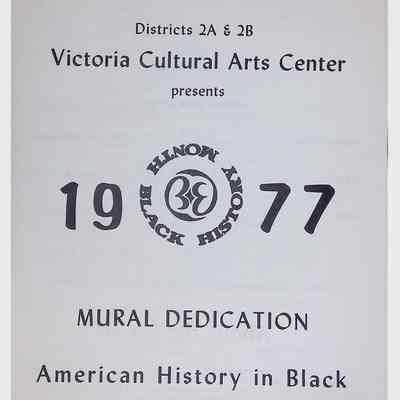 Districts 2A & 2B
Victoria Cultural Arts Center
presents
19 77
BLACK HISTORY MONTH
MURAL DEDICATION
American History in Black